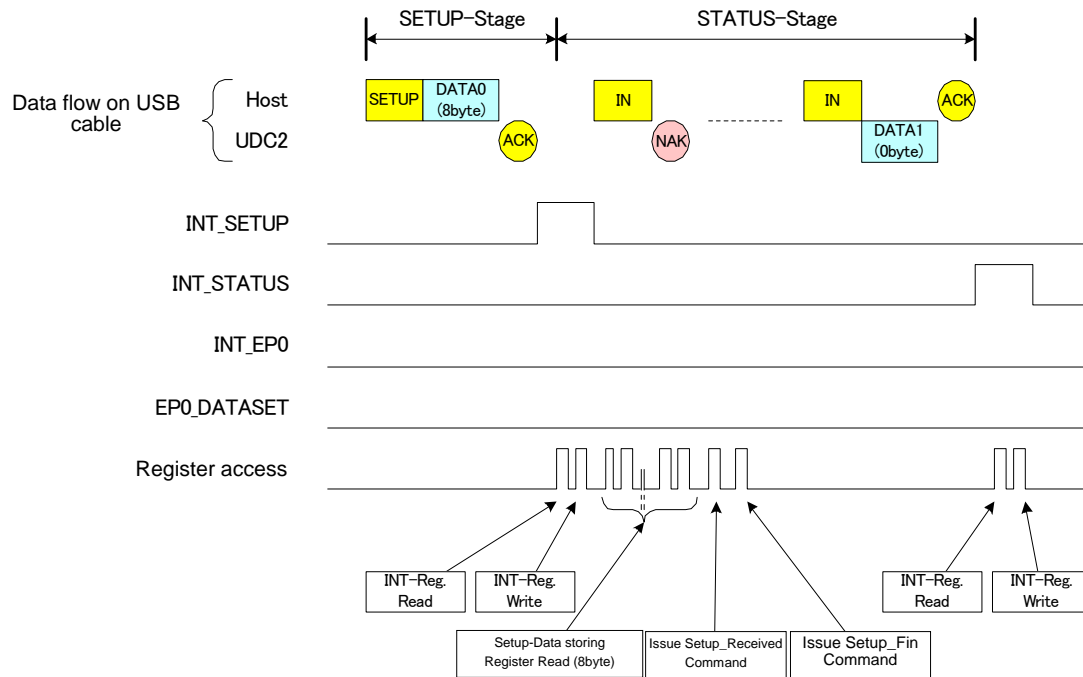 SETUP-Stage
STATUS-Stage
Data flow on USB
cable
Host
UDC2
SETUP
DATA0
(8byte)
ACK
IN
NAK
IN
DATA1
(0byte)
ACK
INT_SETUP
INT_STATUS
INT_EP0
EP0_DATASET
Register access
INT-Reg.
Read
INT-Reg.
Write
INT-Reg.
Read
INT-Reg.
Write
Setup-Data storing
Register Read (8byte)
Issue Setup_Received
Command
Issue Setup_Fin
Command